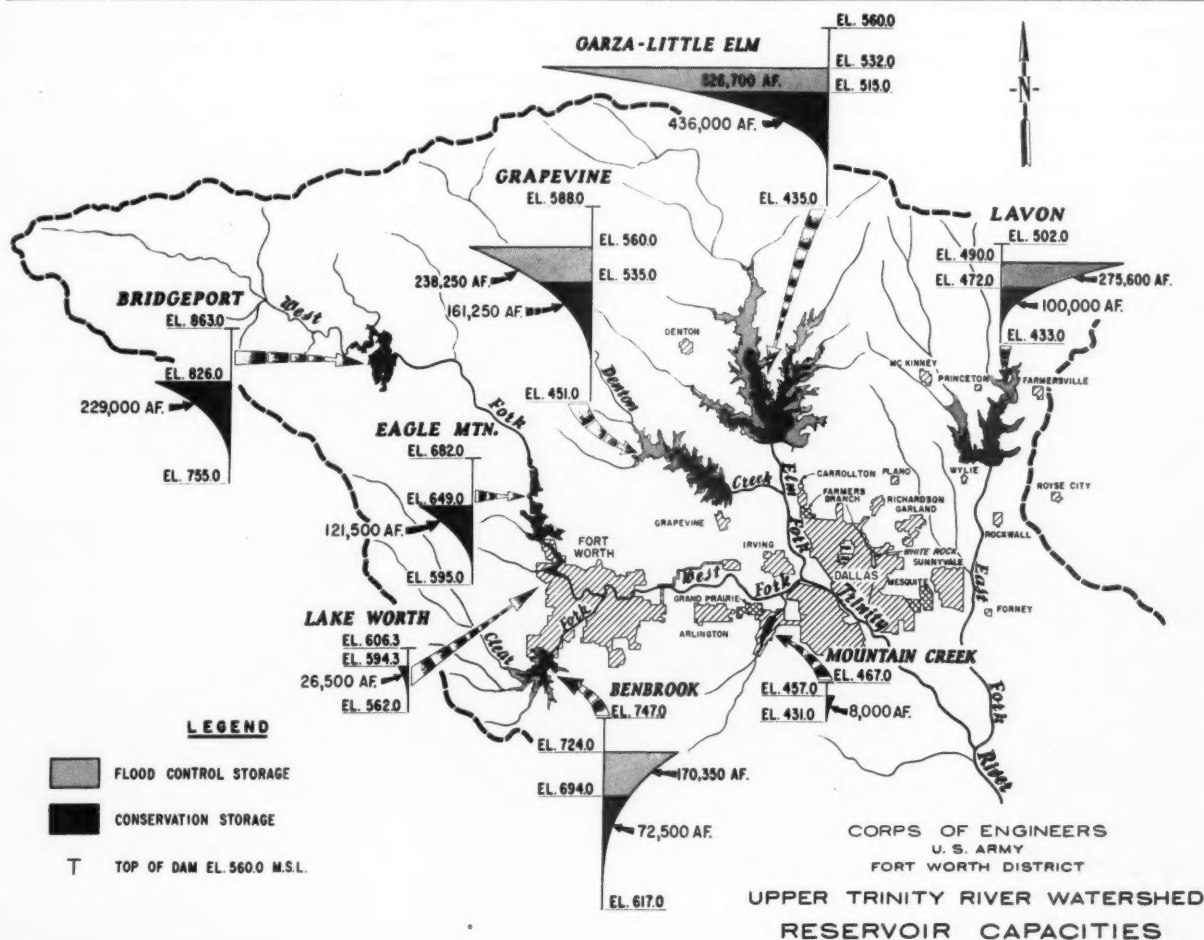 GARZA-LITTLE ELM
EL. 560.0
EL. 532.0
526,700 AF.
EL. 515.0
436,000 AF.
EL. 435.0
-N-
GRAPEVINE
EL. 588.0
EL. 560.0
238,250 AF.
EL. 535.0
161,250 AF.
EL. 451.0
LAVON
EL. 502.0
EL. 490.0
EL. 472.0
275,600 AF.
100,000 AF.
EL. 433.0
BRIDGEPORT
EL. 863.0
EL. 826.0
229,000 AF.
EL. 755.0
West
Fork
EAGLE MTN.
EL. 682.0
EL. 649.0
121,500 AF.
EL. 595.0
DENTON
Denton
Creek
GRAPEVINE
MC KINNEY
PRINCETON
FARMERSVILLE
Elm
Fork
CARROLLTON
PLANO
FARMERS
BRANCH
RICHARDSON
GARLAND
WYLIE
ROYSE CITY
ROCKWALL
WHITE ROCK
SUNNYVALE
IRVING
DALLAS
MESQUITE
FORT
WORTH
West
Fork
Trinity
GRAND PRAIRIE
ARLINGTON
East
Fork
FORNEY
LAKE WORTH
EL. 606.3
EL. 594.3
26,500 AF.
EL. 562.0
Clear
Fork
BENBROOK
EL. 747.0
EL. 724.0
170,350 AF.
EL. 694.0
72,500 AF.
EL. 617.0
MOUNTAIN CREEK
EL. 467.0
EL. 457.0
EL. 431.0
8,000 AF.
River
LEGEND
FLOOD CONTROL STORAGE
CONSERVATION STORAGE
T TOP OF DAM EL. 560.0 M.S.L.
CORPS OF ENGINEERS
U. S. ARMY
FORT WORTH DISTRICT
UPPER TRINITY RIVER WATERSHED
RESERVOIR CAPACITIES